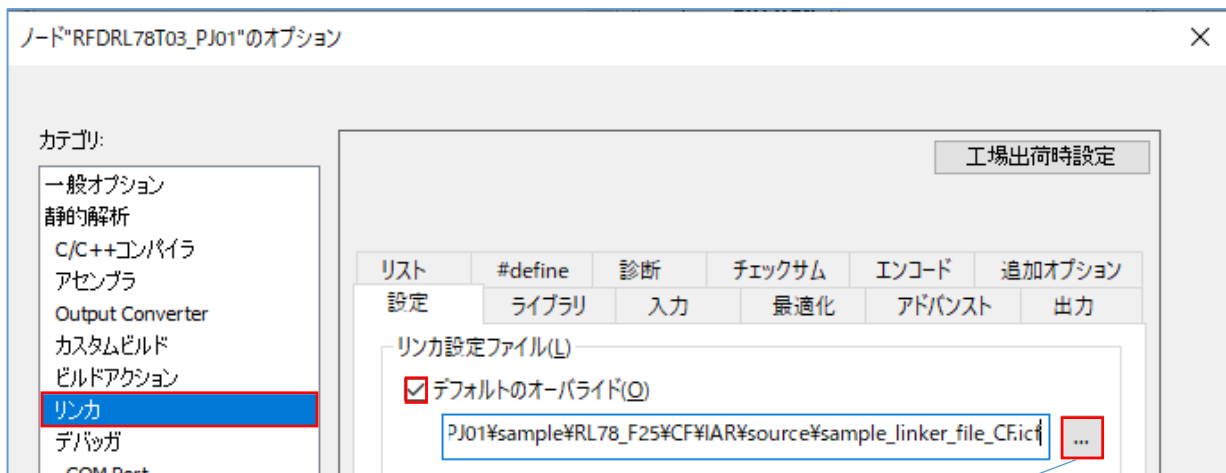 ノード"RFDRL78T03_PJ01"のオプション
カテゴリ:
工場出荷時設定
一般オプション
静的解析
C/C++コンパイラ
アセンブラ
Output Converter
カスタムビルド
ビルドアクション
リンカ
デバッガ
リスト #define 診断 チェックサム エンコード 追加オプション
設定 ライブラリ 入力 最適化 アドバンスト 出力
リンカ設定ファイル(L)
デフォルトのオーバライド(O)
PJ01¥sample¥RL78_F25¥CF¥IAR¥source¥sample_linker_file_CF.icf ...